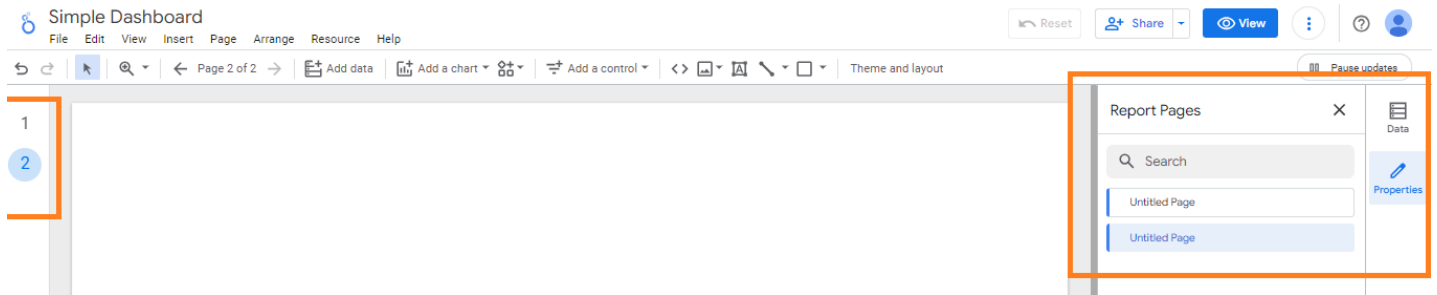 Simple Dashboard
Reset
Share
View
File Edit View Insert Page Arrange Resource Help
Page 2 of 2
Add data
Add a chart
Add a control
Theme and layout
Pause updates
1
2
Report Pages
Search
Untitled Page
Untitled Page
Data
Properties